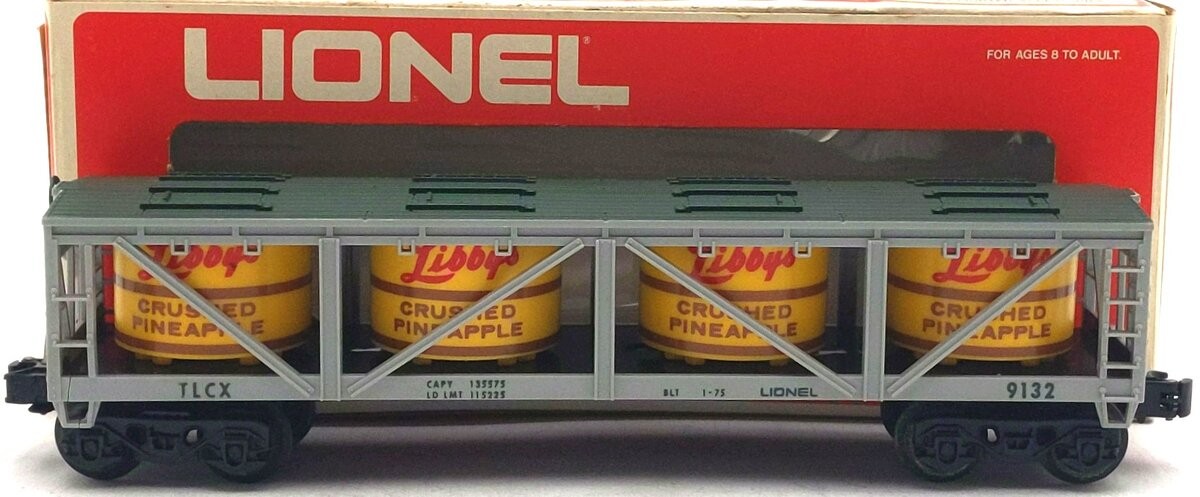 LIONEL®
FOR AGES 8 TO ADULT.
Libby's
CRUSHED
PINEAPPLE
Libby's
CRUSHED
PINEAPPLE
Libby's
CRUSHED
PINEAPPLE
Libby's
CRUSHED
PINEAPPLE
TLCX
CAPY 135575
LD LMT 115225
BLT 1-75 LIONEL
9132